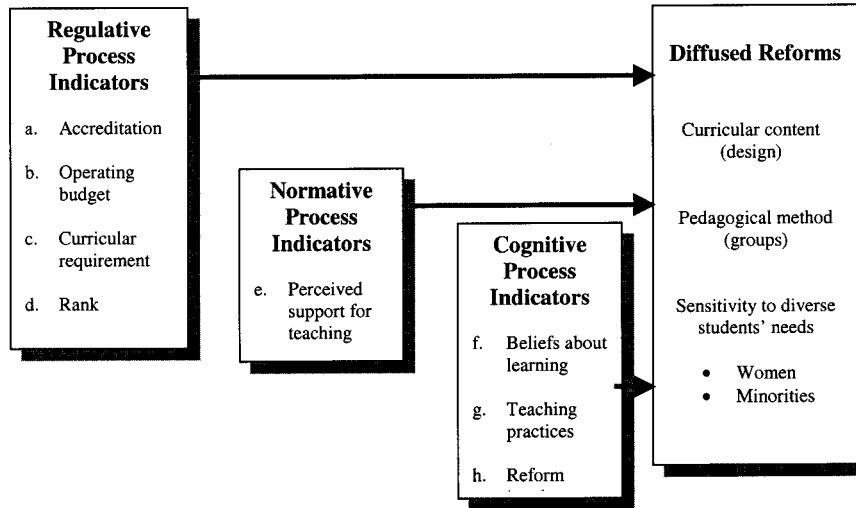 Regulative
Process
Indicators
a. Accreditation
b. Operating
budget
c. Curricular
requirement
d. Rank
Normative
Process
Indicators
e. Perceived
support for
teaching
Cognitive
Process
Indicators
f. Beliefs about
learning
g. Teaching
practices
h. Reform
Diffused Reforms
Curricular content
(design)
Pedagogical method
(groups)
Sensitivity to diverse
students' needs
• Women
• Minorities